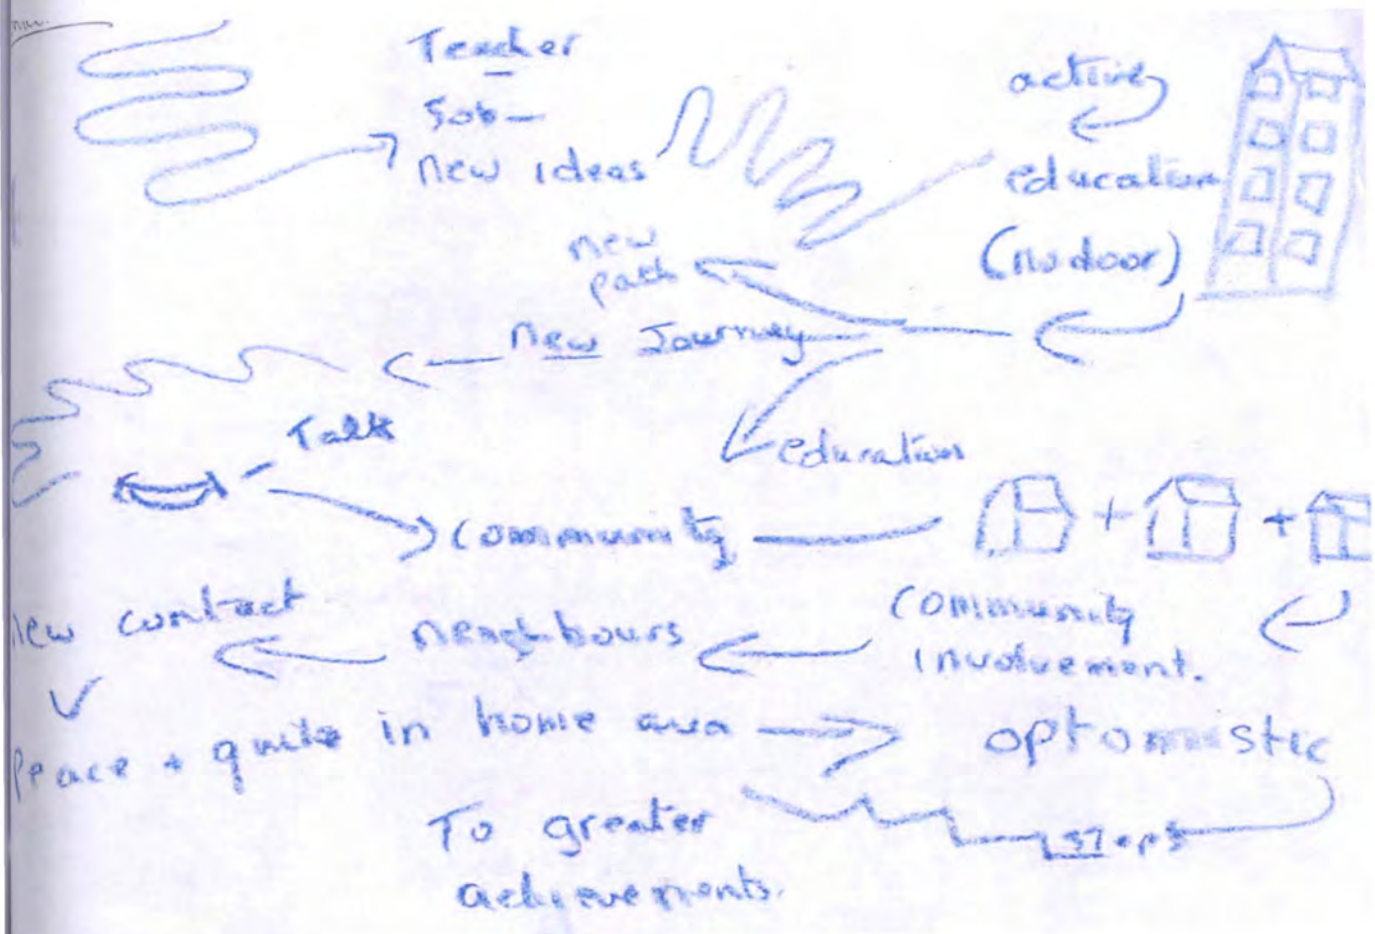 Teacher
Job –
New ideas
active
education
(no door)
new
path
New Journey
education
Talk
Community
Community
involvement.
neighbours
New contact
Peace + quite in home area
optomistic
steps
To greater
achievements.